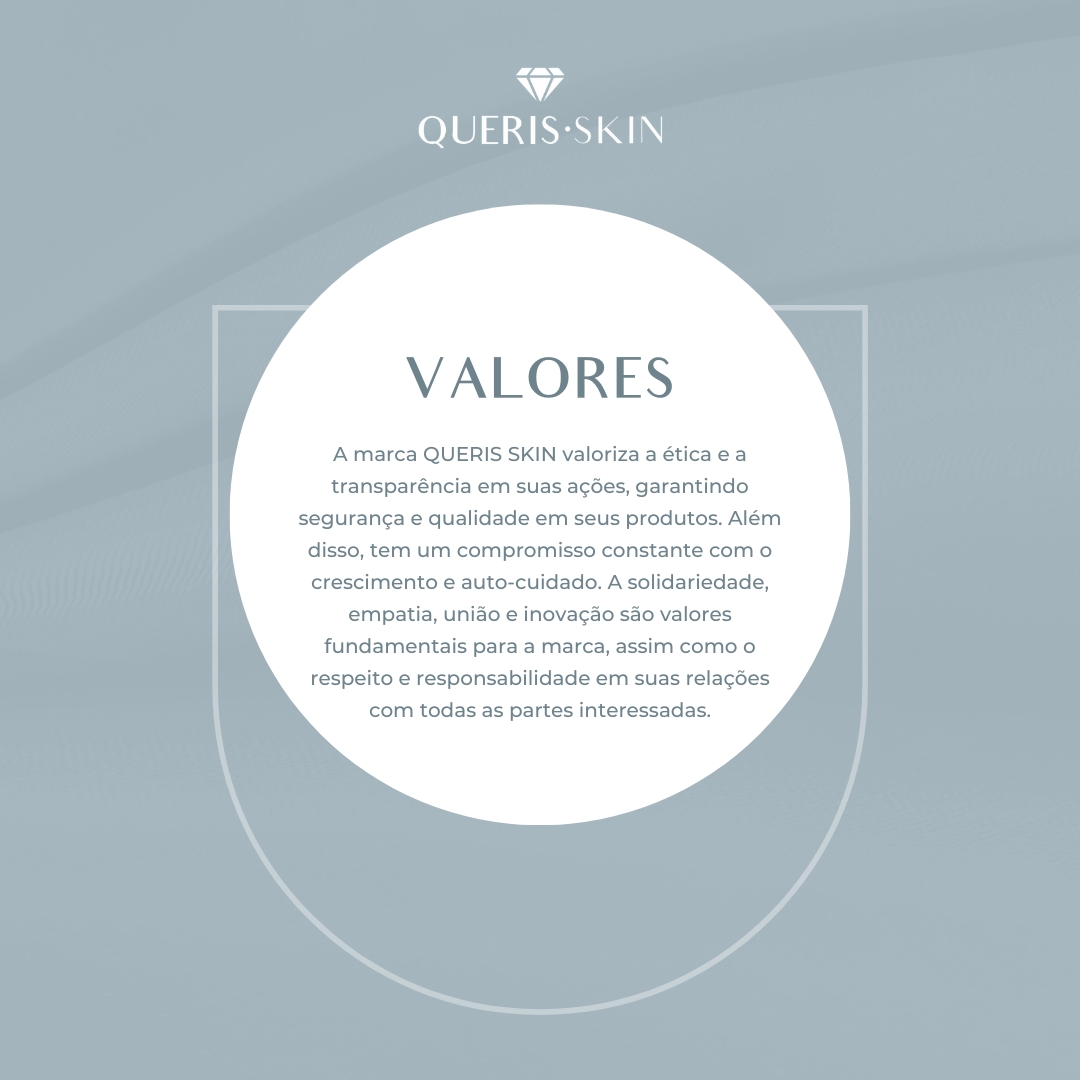 QUERIS·SKIN
VALORES
A marca QUERIS SKIN valoriza a ética e a
transparência em suas ações, garantindo
segurança e qualidade em seus produtos. Além
disso, tem um compromisso constante com o
crescimento e auto-cuidado. A solidariedade,
empatia, união e inovação são valores
fundamentais para a marca, assim como o
respeito e responsabilidade em suas relações
com todas as partes interessadas.